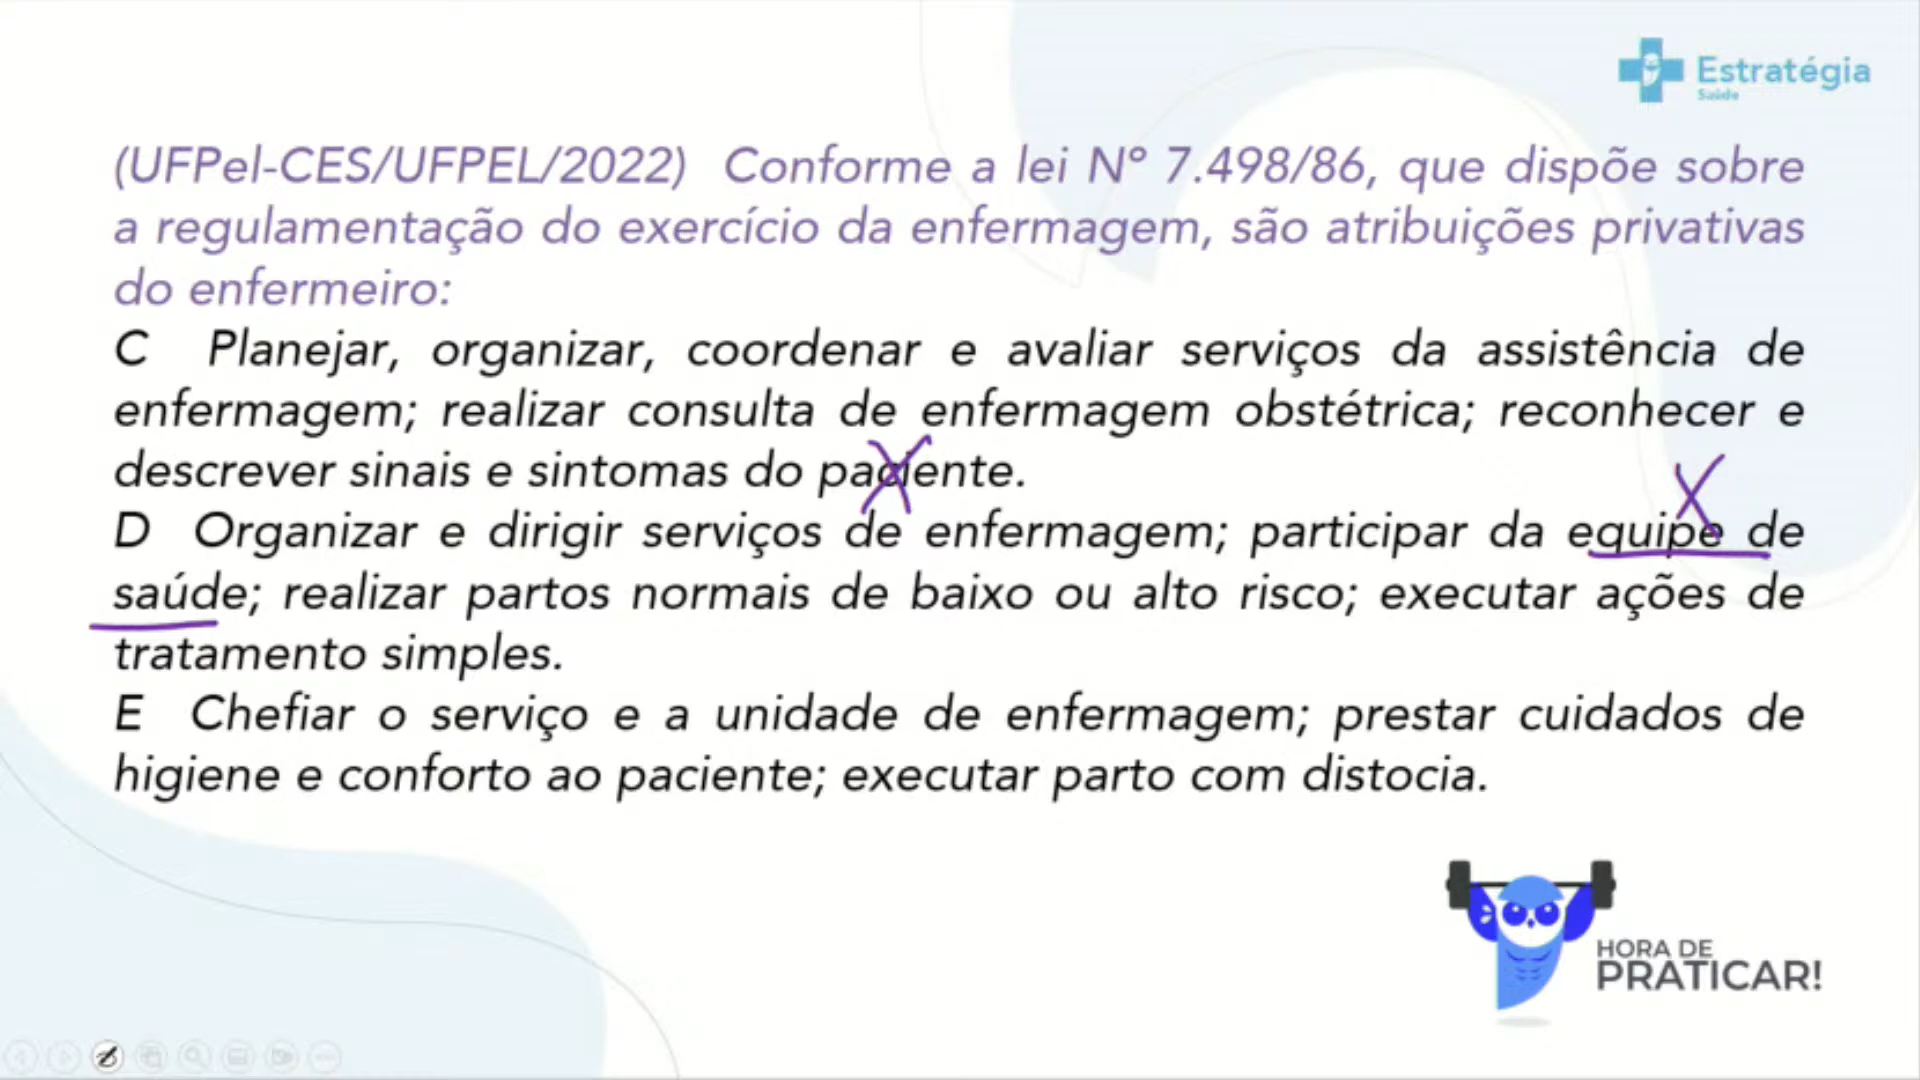 Estratégia
Saúde
(UFPel-CES/UFPEL/2022) Conforme a lei Nº 7.498/86, que dispõe sobre
a regulamentação do exercício da enfermagem, são atribuições privativas
do enfermeiro:
C Planejar, organizar, coordenar e avaliar serviços da assistência de
enfermagem; realizar consulta de enfermagem obstétrica; reconhecer e
descrever sinais e sintomas do paciente.
D Organizar e dirigir serviços de enfermagem; participar da equipe de
saúde; realizar partos normais de baixo ou alto risco; executar ações de
tratamento simples.
E Chefiar o serviço e a unidade de enfermagem; prestar cuidados de
higiene e conforto ao paciente; executar parto com distocia.
HORA DE
PRATICAR!